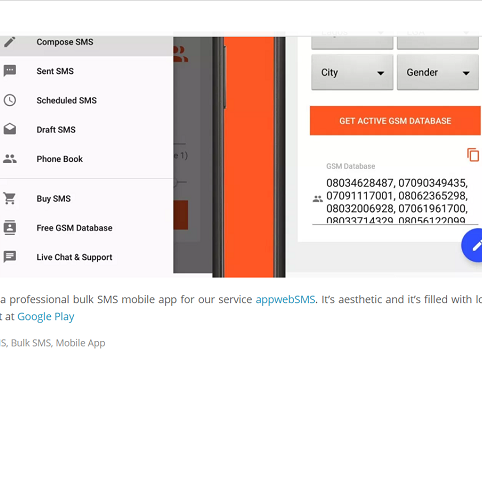 Compose SMS
Sent SMS
Scheduled SMS
Draft SMS
Phone Book
Buy SMS
Free GSM Database
Live Chat & Support
e 1)
City
Gender
GET ACTIVE GSM DATABASE
GSM Database
08034628487, 07090349435,
07091117001, 08062365298,
08032006928, 07061961700,
08033714329, 08056122099,
a professional bulk SMS mobile app for our service appwebSMS. It’s aesthetic and it’s filled with lo
t at Google Play
S, Bulk SMS, Mobile App